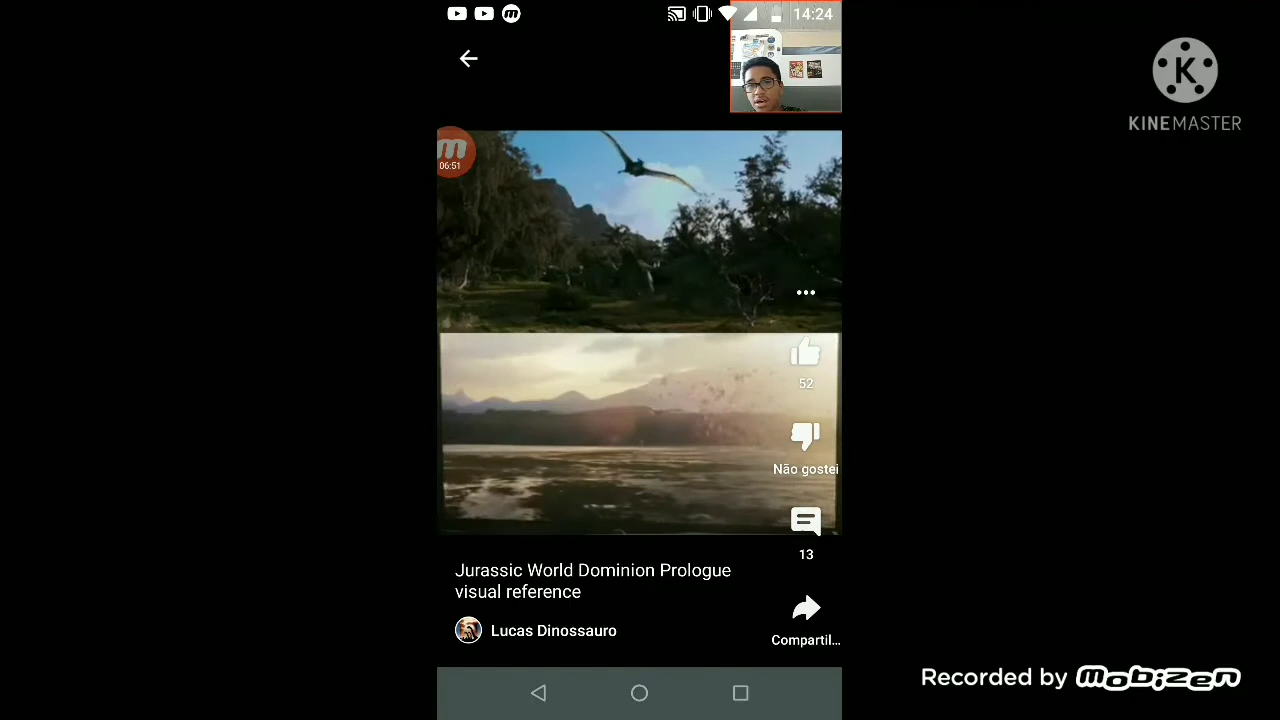 14:24
K
KINEMASTER
06:51
52
Não gostei
13
Jurassic World Dominion Prologue
visual reference
Lucas Dinossauro
Compartil...
Recorded by mobizen